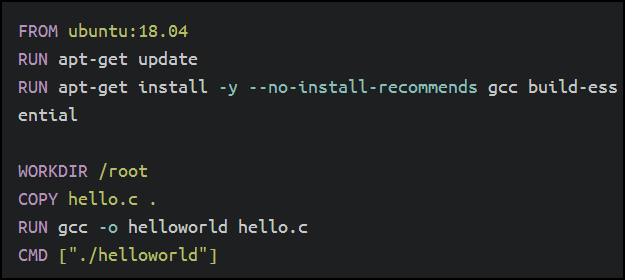 FROM ubuntu:18.04
RUN apt-get update
RUN apt-get install -y --no-install-recommends gcc build-ess
ential
WORKDIR /root
COPY hello.c .
RUN gcc -o helloworld hello.c
CMD ["./helloworld"]